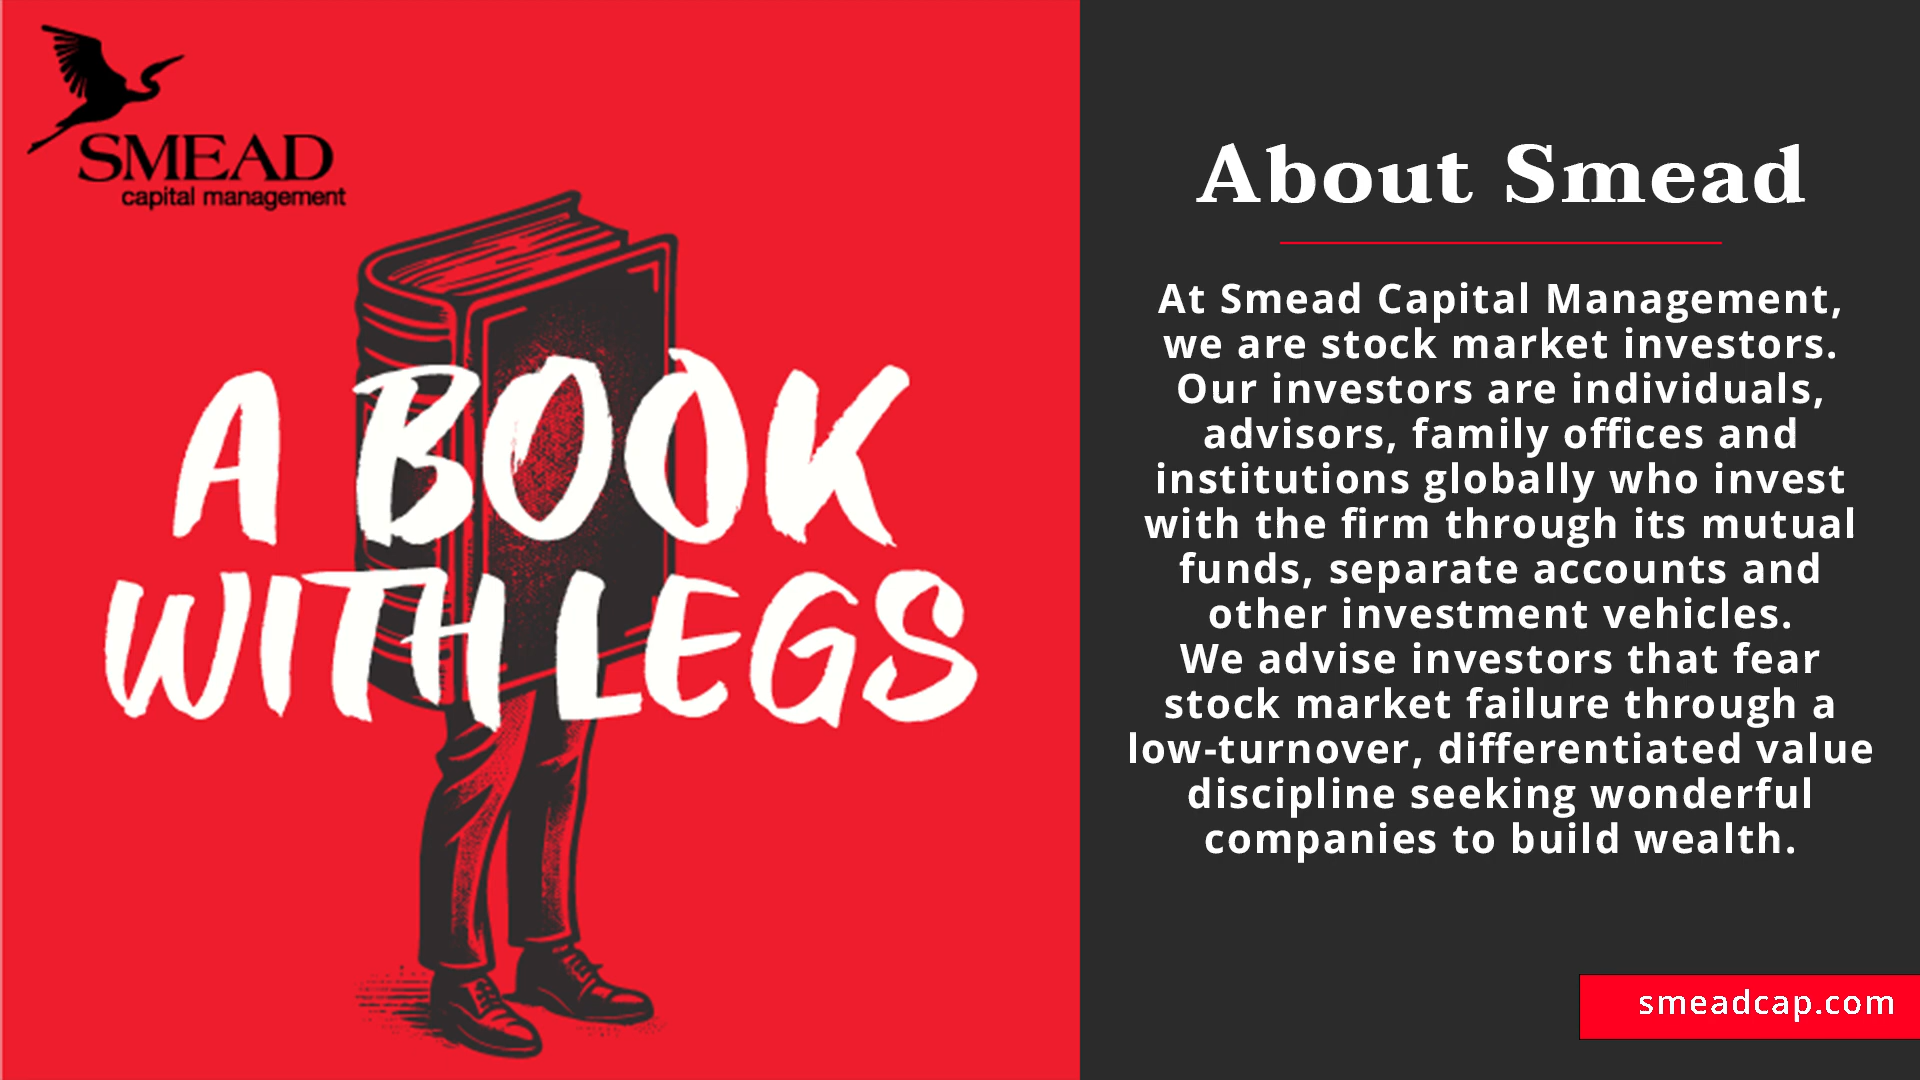 SMEAD
capital management
A BOOK
WITH LEGS
About Smead
At Smead Capital Management,
we are stock market investors.
Our investors are individuals,
advisors, family offices and
institutions globally who invest
with the firm through its mutual
funds, separate accounts and
other investment vehicles.
We advise investors that fear
stock market failure through a
low-turnover, differentiated value
discipline seeking wonderful
companies to build wealth.
smeadcap.com